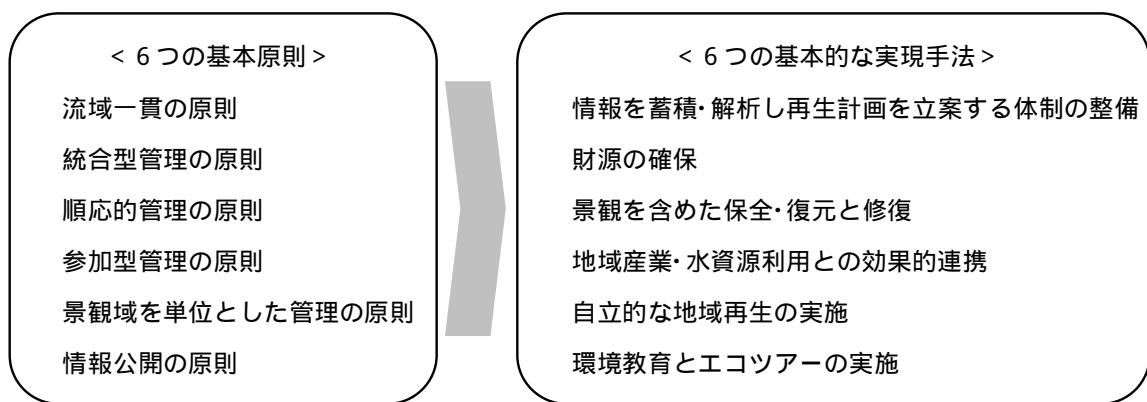 < 6つの基本原則 >
流域一貫の原則
統合型管理の原則
順応的管理の原則
参加型管理の原則
景観域を単位とした管理の原則
情報公開の原則
< 6つの基本的な実現手法 >
情報を蓄積・解析し再生計画を立案する体制の整備
財源の確保
景観を含めた保全・復元と修復
地域産業・水資源利用との効果的連携
自立的な地域再生の実施
環境教育とエコツアーの実施